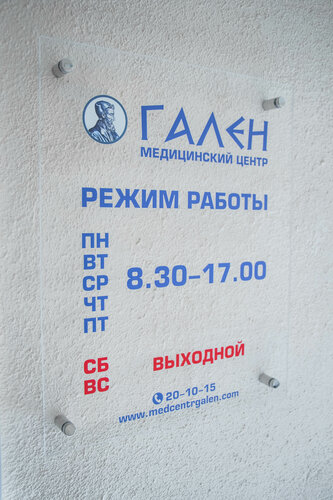 ГАЛЕН
МЕДИЦИНСКИЙ ЦЕНТР
РЕЖИМ РАБОТЫ
ПН
ВТ
СР 8.30-17.00
ЧТ
ПТ
СБ ВЫХОДНОЙ
ВС
20-10-15
www.medcentrgalen.com